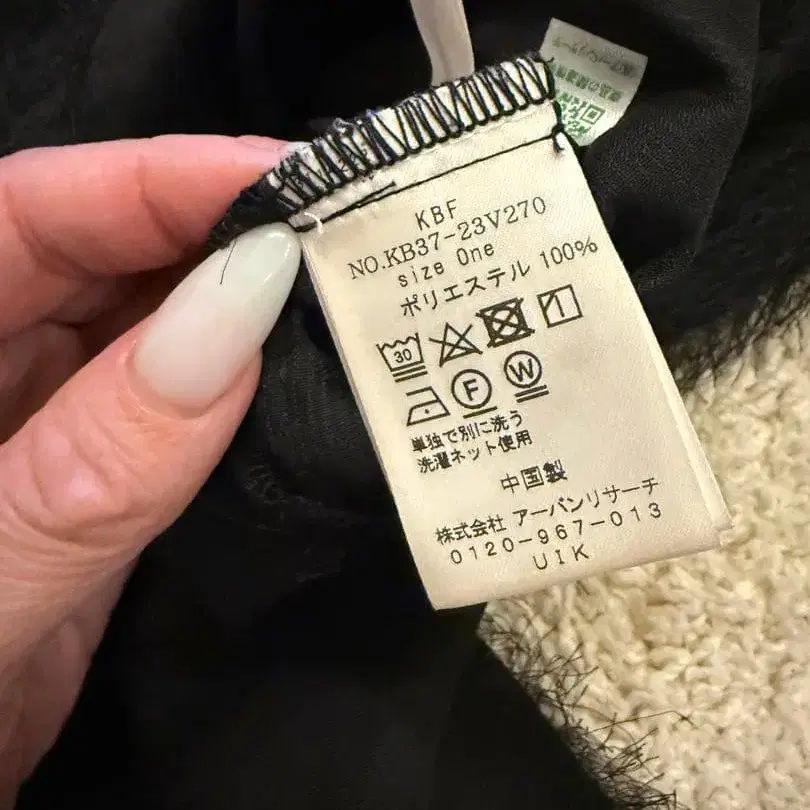 KBF
NO.KB37-23V270
size One
ポリエステル 100%
30
F W
単独で別に洗う
洗濯ネット使用
中国製
株式会社 アーバンリサーチ
0120-967-013
UIK